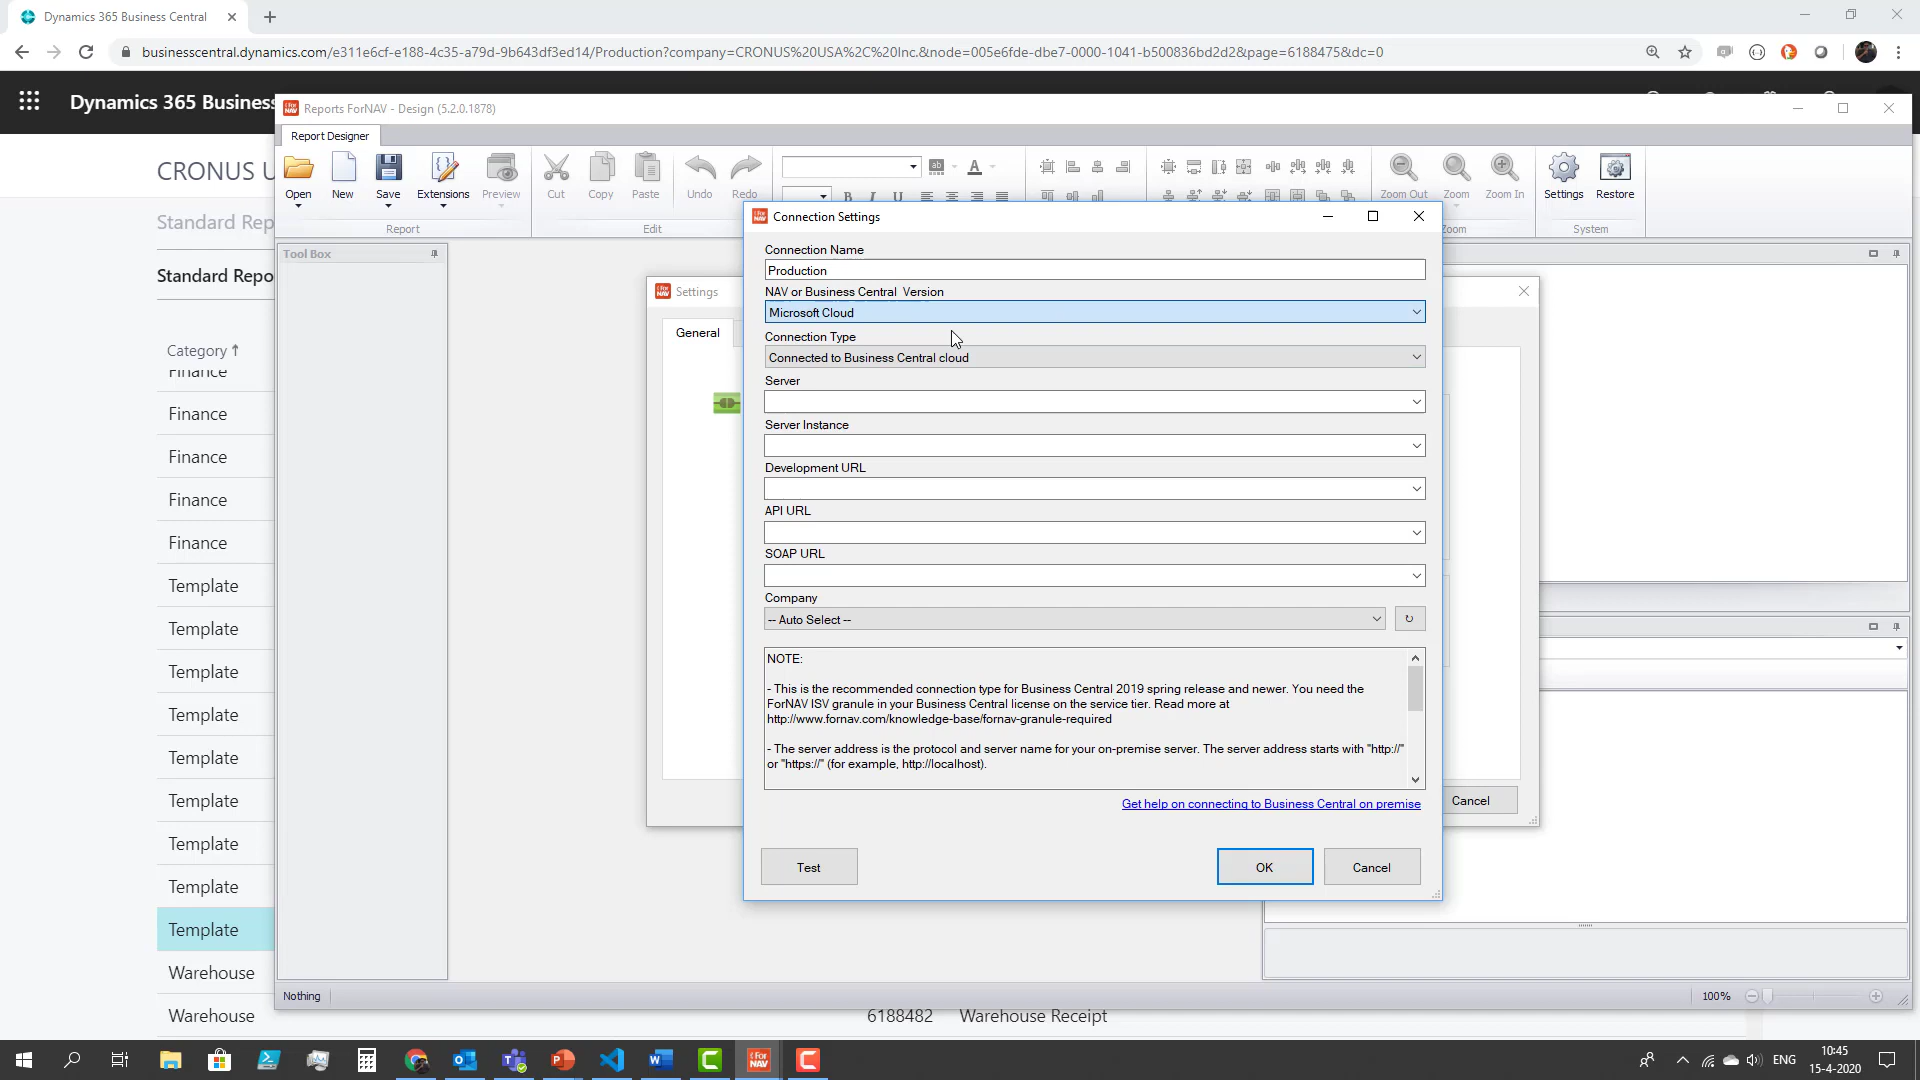 Dynamics 365 Business Central
businesscentral.dynamics.com/e311e6cf-e188-4c35-a79d-9b643df3ed14/Production?company=CRONUS%20USA%2C%20Inc.&node=005e6fde-dbe7-0000-1041-b500836bd2d2&page=6188475&dc=0
Dynamics 365 Business
Reports ForNAV - Design (5.2.0.1878)
Report Designer
Open
New
Save
Extensions
Preview
Cut
Copy
Paste
Undo
Redo
Zoom Out
Zoom
Zoom In
Settings
Restore
Report
Edit
Zoom
System
CRONUS U
Standard Rep
Standard Repo
Category
Finance
Finance
Finance
Finance
Finance
Template
Template
Template
Template
Template
Template
Template
Template
Template
Warehouse
Warehouse
6188482 Warehouse Receipt
Tool Box
Settings
General
Cancel
Connection Settings
Connection Name
Production
NAV or Business Central Version
Microsoft Cloud
Connection Type
Connected to Business Central cloud
Server
Server Instance
Development URL
API URL
SOAP URL
Company
-- Auto Select --
NOTE:
- This is the recommended connection type for Business Central 2019 spring release and newer. You need the
ForNAV ISV granule in your Business Central license on the service tier. Read more at
http://www.fornav.com/knowledge-base/fornav-granule-required
- The server address is the protocol and server name for your on-premise server. The server address starts with "http://"
or "https://" (for example, http://localhost).
Get help on connecting to Business Central on premise
Test
OK
Cancel
Nothing
100%
ENG
10:45
15-4-2020